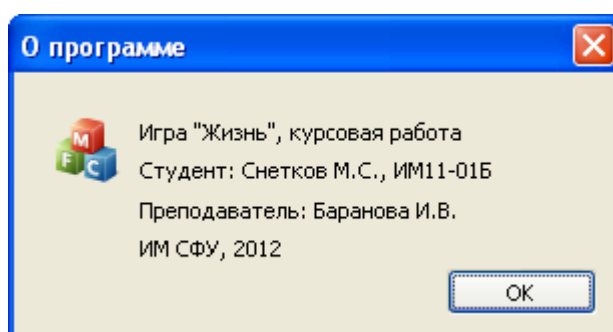 О программе
Игра "Жизнь", курсовая работа
Студент: Снетков М.С., ИМ11-01Б
Преподаватель: Баранова И.В.
ИМ СФУ, 2012
OK
M
F C